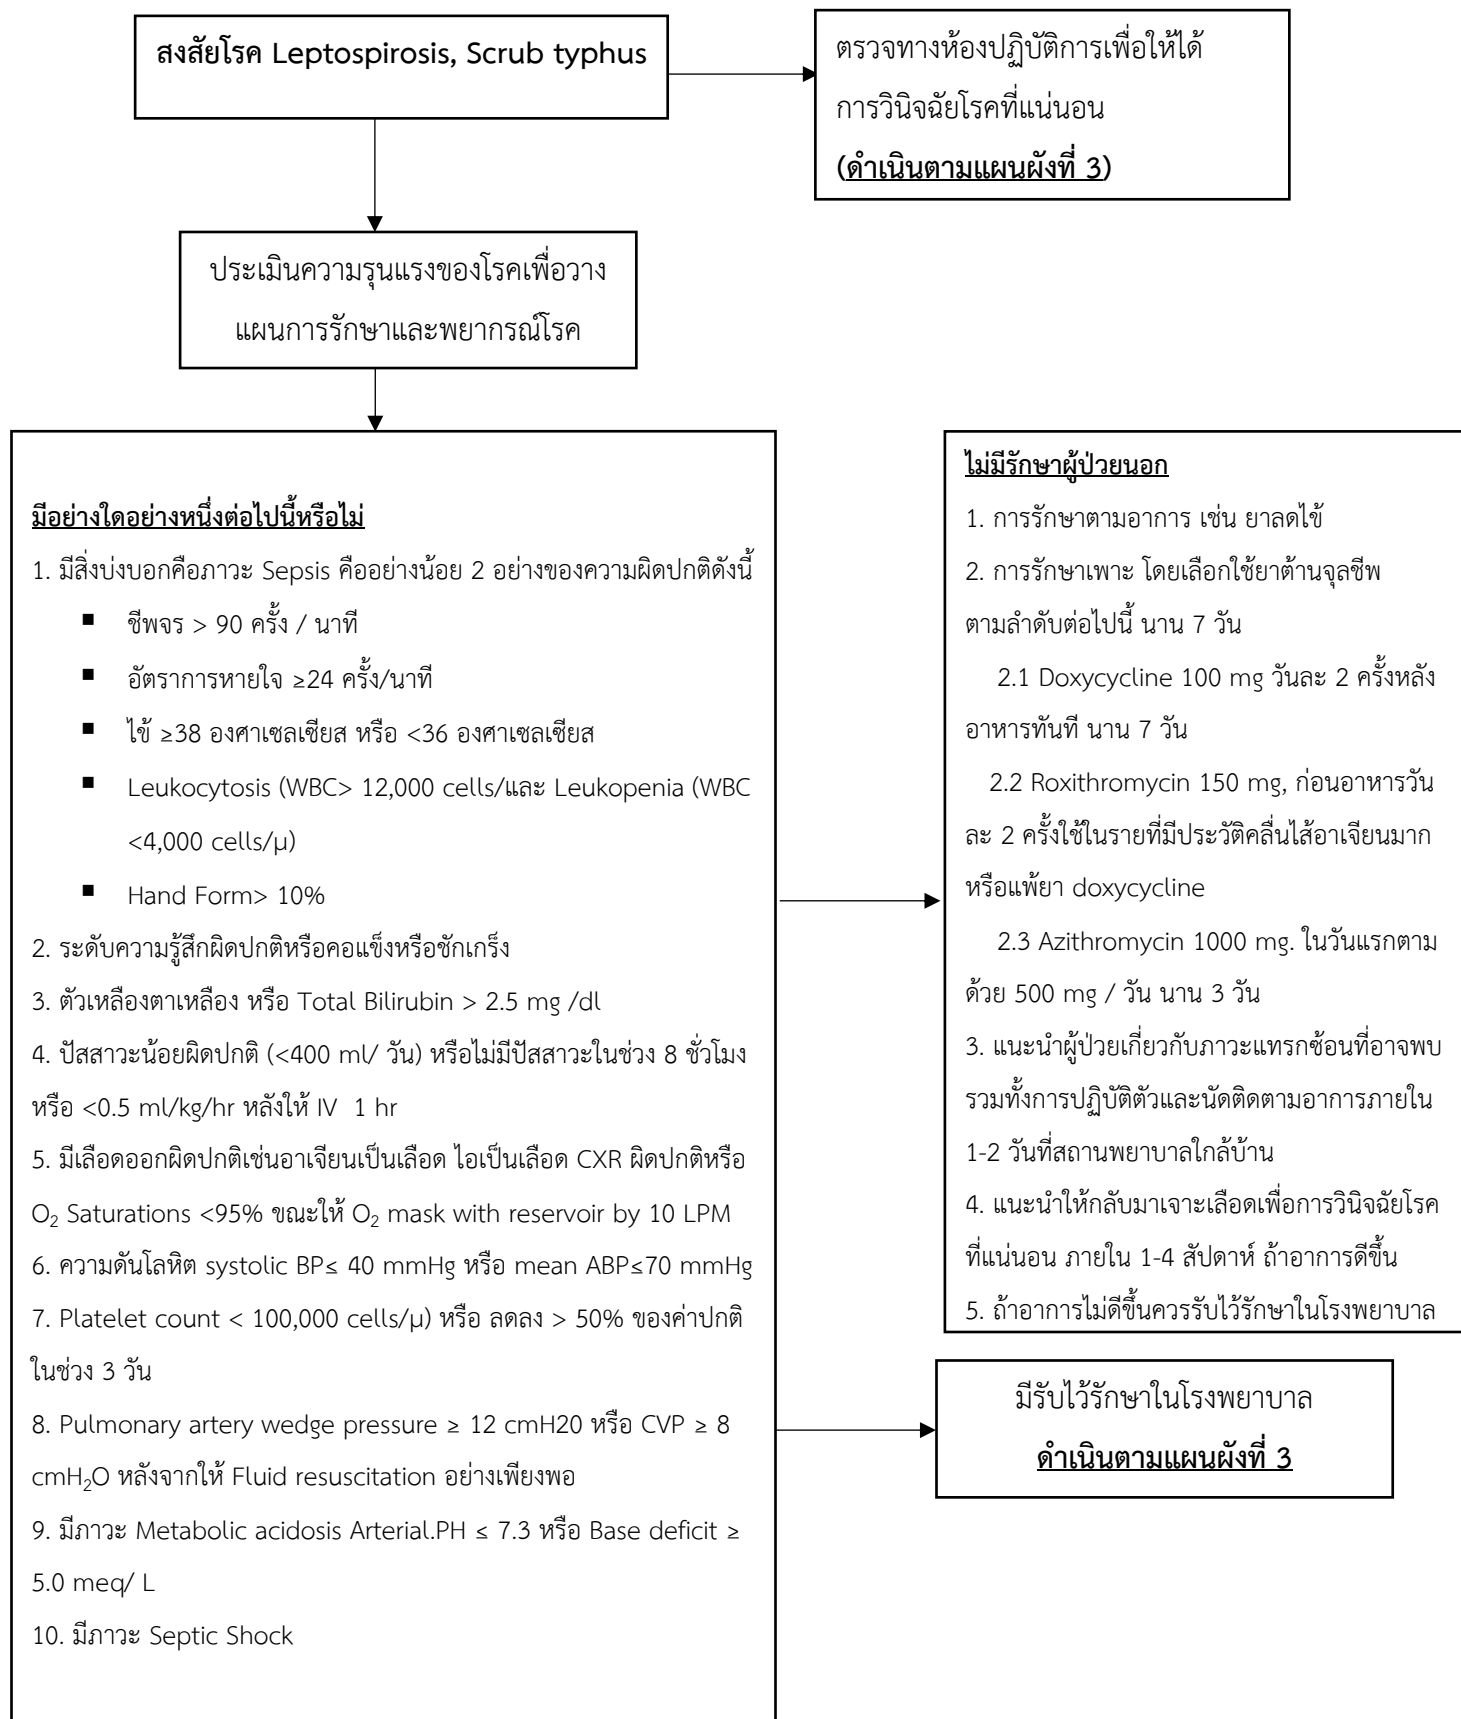 สงสัยโรค Leptospirosis, Scrub typhus
ตรวจทางห้องปฏิบัติการเพื่อให้ได้
การวินิจฉัยโรคที่แน่นอน
(ดำเนินตามแผนผังที่ 3)
ประเมินความรุนแรงของโรคเพื่อวาง
แผนการรักษาและพยากรณ์โรค
มีอย่างใดอย่างหนึ่งต่อไปนี้หรือไม่
1. มีสิ่งบ่งบอกคือภาวะ Sepsis คืออย่างน้อย 2 อย่างของความผิดปกติดังนี้
■ ชีพจร > 90 ครั้ง / นาที
■ อัตราการหายใจ ≥24 ครั้ง/นาที
■ ไข้ ≥38 องศาเซลเซียส หรือ <36 องศาเซลเซียส
■ Leukocytosis (WBC> 12,000 cells/และ Leukopenia (WBC
<4,000 cells/µ)
■ Hand Form> 10%
2. ระดับความรู้สึกผิดปกติหรือคอแข็งหรือชักเกร็ง
3. ตัวเหลืองตาเหลือง หรือ Total Bilirubin > 2.5 mg /dl
4. ปัสสาวะน้อยผิดปกติ (<400 ml/ วัน) หรือไม่มีปัสสาวะในช่วง 8 ชั่วโมง
หรือ <0.5 ml/kg/hr หลังให้ IV 1 hr
5. มีเลือดออกผิดปกติเช่นอาเจียนเป็นเลือด ไอเป็นเลือด CXR ผิดปกติหรือ
O₂ Saturations <95% ขณะให้ O₂ mask with reservoir by 10 LPM
6. ความดันโลหิต systolic BP≤ 40 mmHg หรือ mean ABP≤70 mmHg
7. Platelet count < 100,000 cells/µ) หรือ ลดลง > 50% ของค่าปกติ
ในช่วง 3 วัน
8. Pulmonary artery wedge pressure ≥ 12 cmH20 หรือ CVP ≥ 8
cmH₂O หลังจากให้ Fluid resuscitation อย่างเพียงพอ
9. มีภาวะ Metabolic acidosis Arterial.PH ≤ 7.3 หรือ Base deficit ≥
5.0 meq/ L
10. มีภาวะ Septic Shock
ไม่มีรักษาผู้ป่วยนอก
1. การรักษาตามอาการ เช่น ยาลดไข้
2. การรักษาเพาะ โดยเลือกใช้ยาต้านจุลชีพ
ตามลำดับต่อไปนี้ นาน 7 วัน
2.1 Doxycycline 100 mg วันละ 2 ครั้งหลัง
อาหารทันที นาน 7 วัน
2.2 Roxithromycin 150 mg, ก่อนอาหารวัน
ละ 2 ครั้งใช้ในรายที่มีประวัติคลื่นไส้อาเจียนมาก
หรือแพ้ยา doxycycline
2.3 Azithromycin 1000 mg. ในวันแรกตาม
ด้วย 500 mg / วัน นาน 3 วัน
3. แนะนำผู้ป่วยเกี่ยวกับภาวะแทรกซ้อนที่อาจพบ
รวมทั้งการปฏิบัติตัวและนัดติดตามอาการภายใน
1-2 วันที่สถานพยาบาลใกล้บ้าน
4. แนะนำให้กลับมาเจาะเลือดเพื่อการวินิจฉัยโรค
ที่แน่นอน ภายใน 1-4 สัปดาห์ ถ้าอาการดีขึ้น
5. ถ้าอาการไม่ดีขึ้นควรรับไว้รักษาในโรงพยาบาล
มีรับไว้รักษาในโรงพยาบาล
ดำเนินตามแผนผังที่ 3